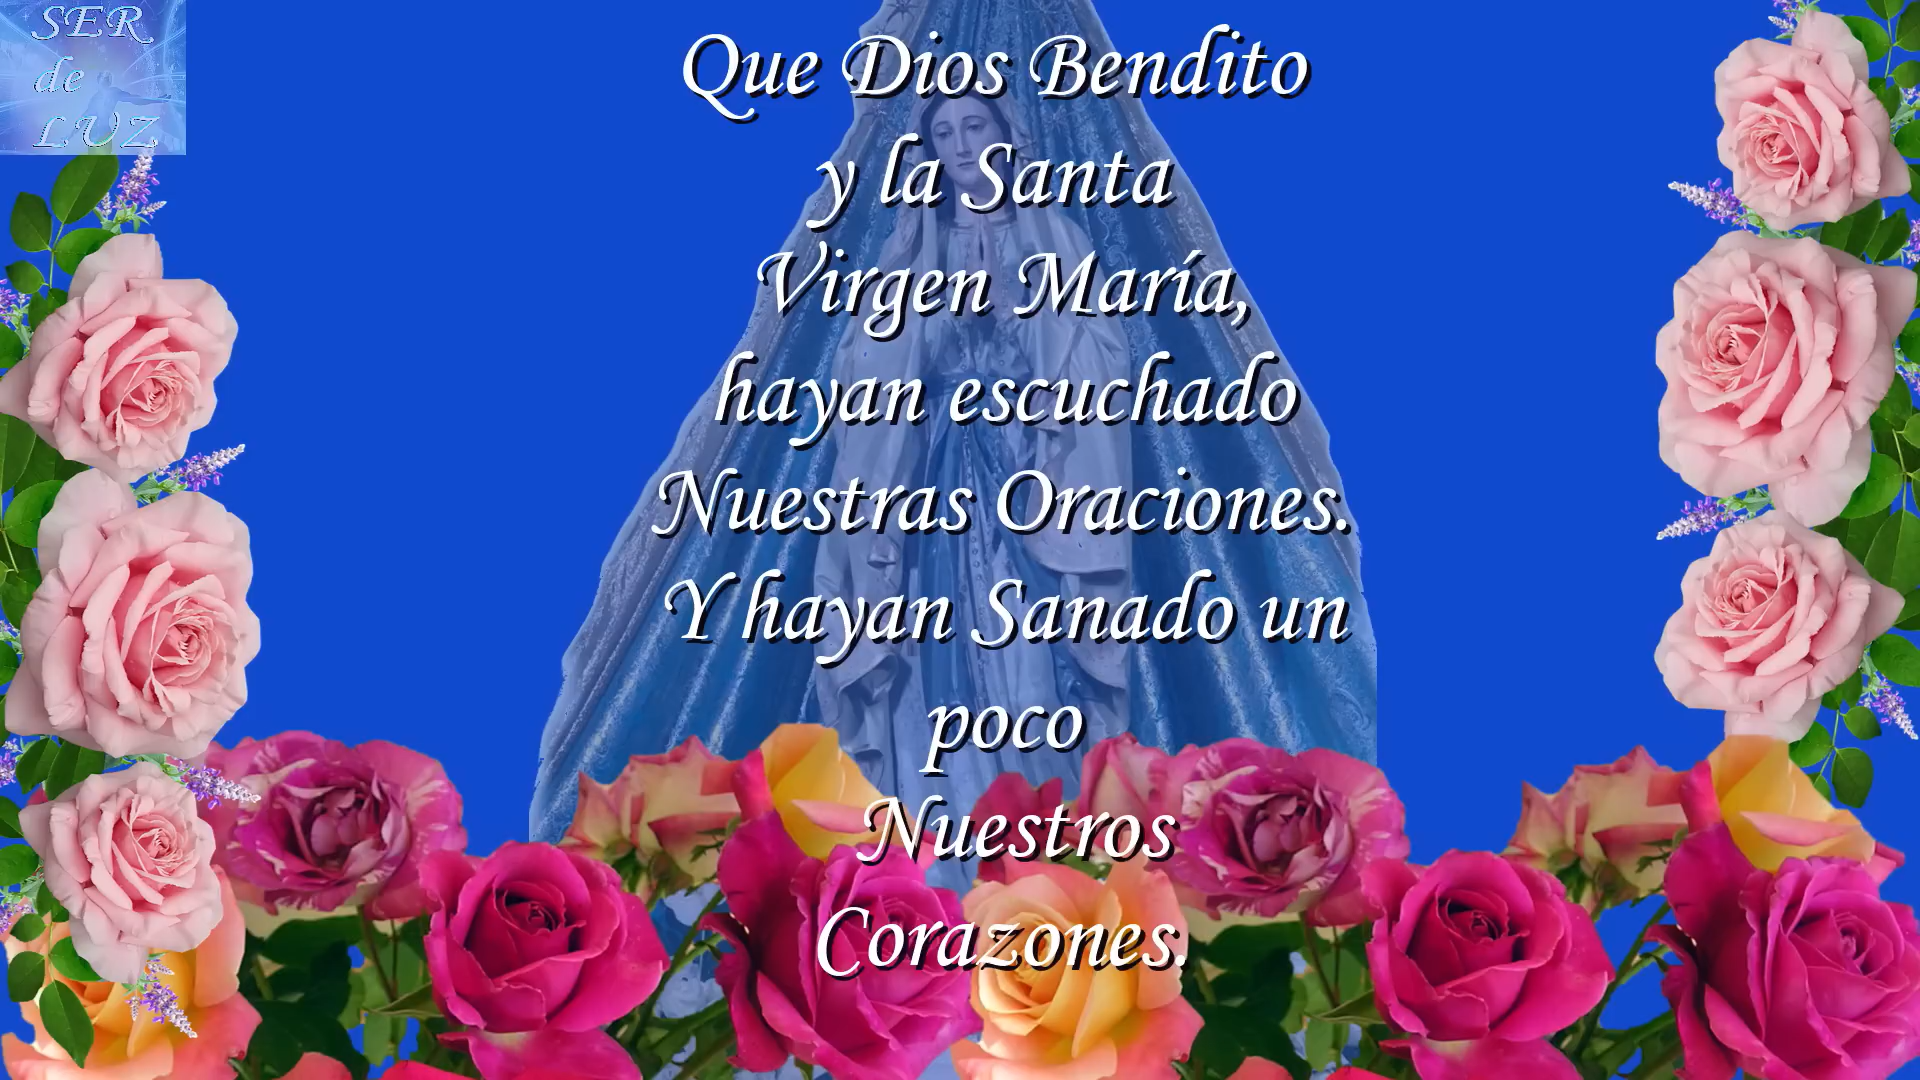 SER
de
LUZ
Que Dios Bendito
y la Santa
Virgen María,
hayan escuchado
Nuestras Oraciones.
Y hayan Sanado un
poco
Nuestros
Corazones.